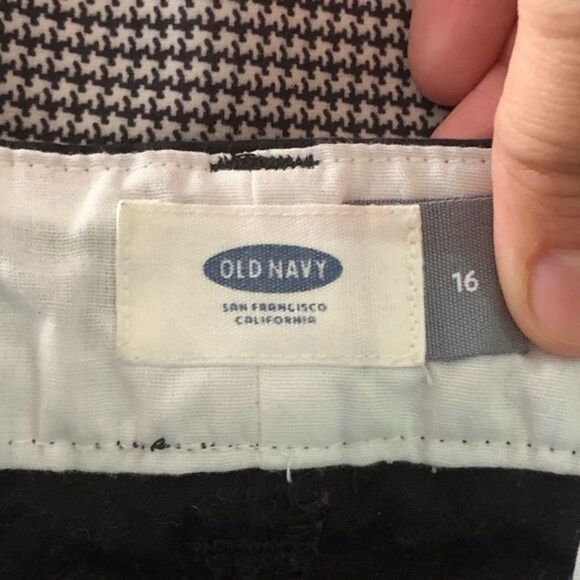 OLD NAVY
SAN FRANCISCO
CALIFORNIA
16